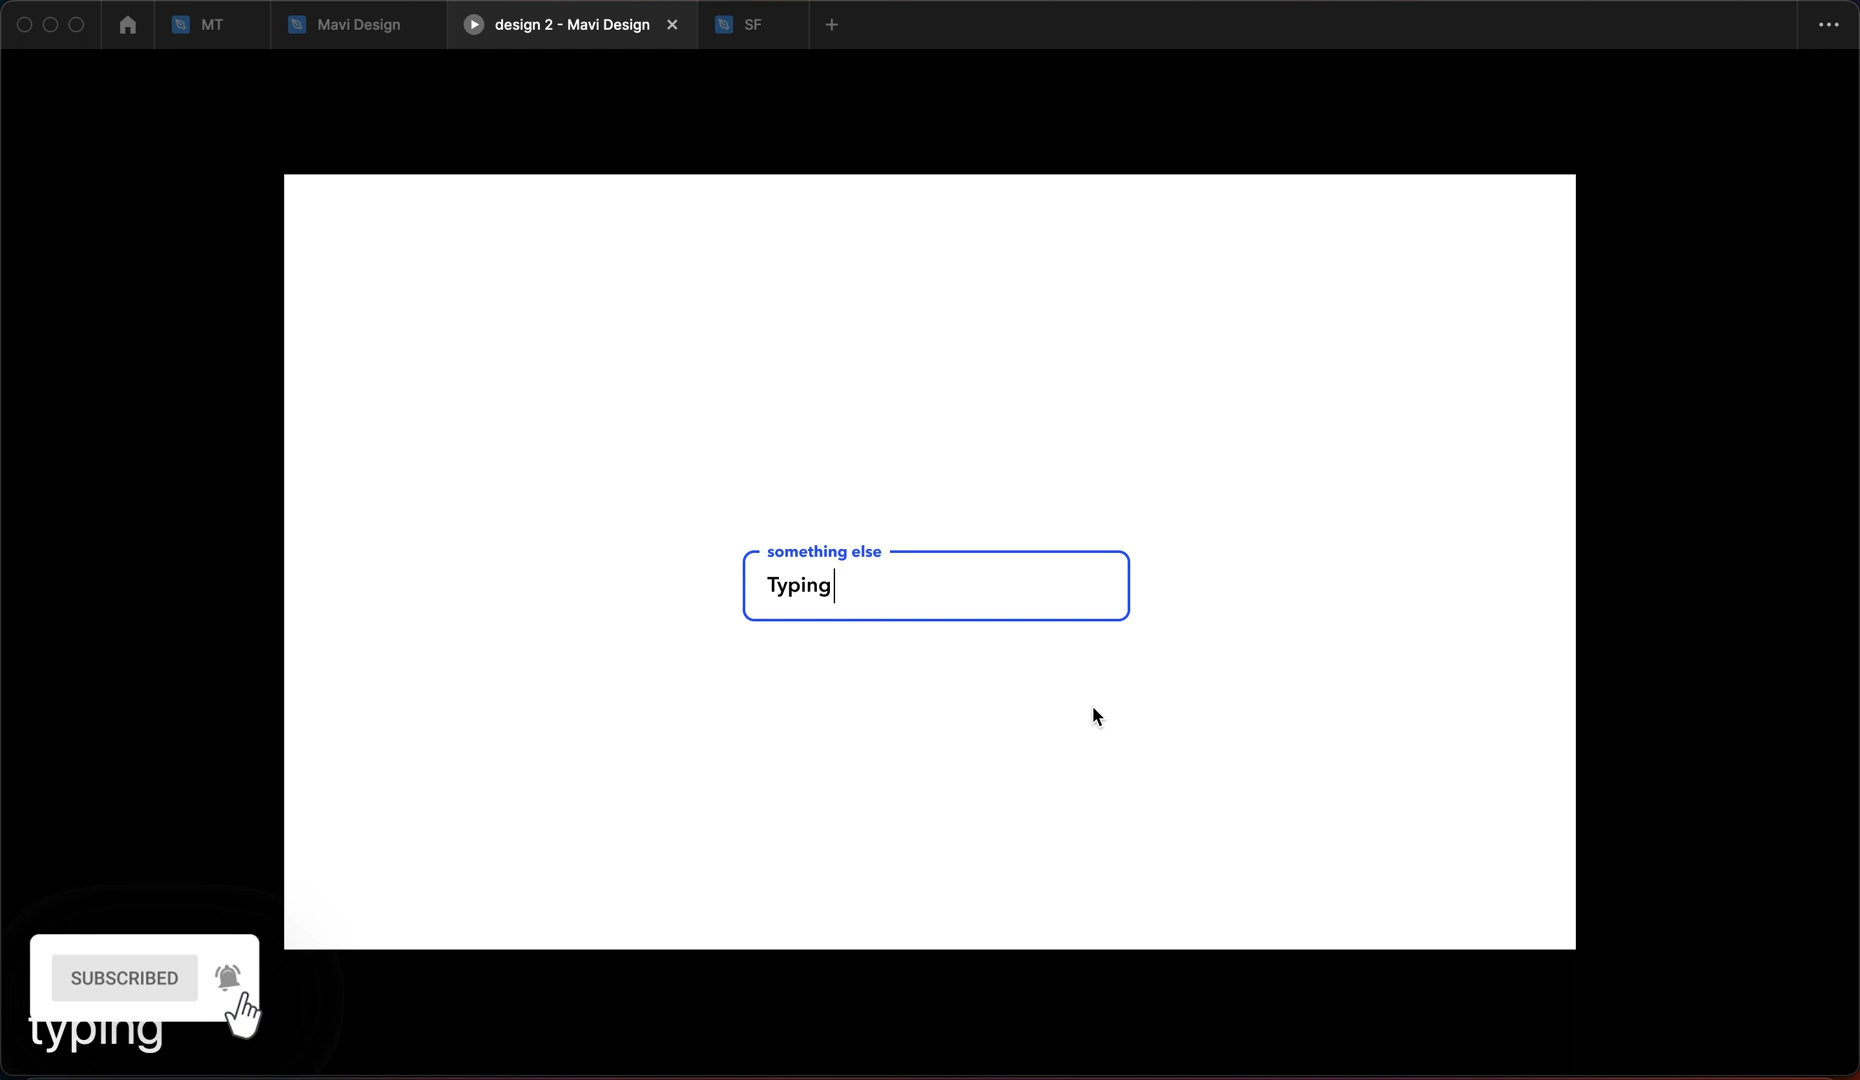 MT
Mavi Design
design 2 - Mavi Design
SF
something else
Typing
SUBSCRIBED
typing